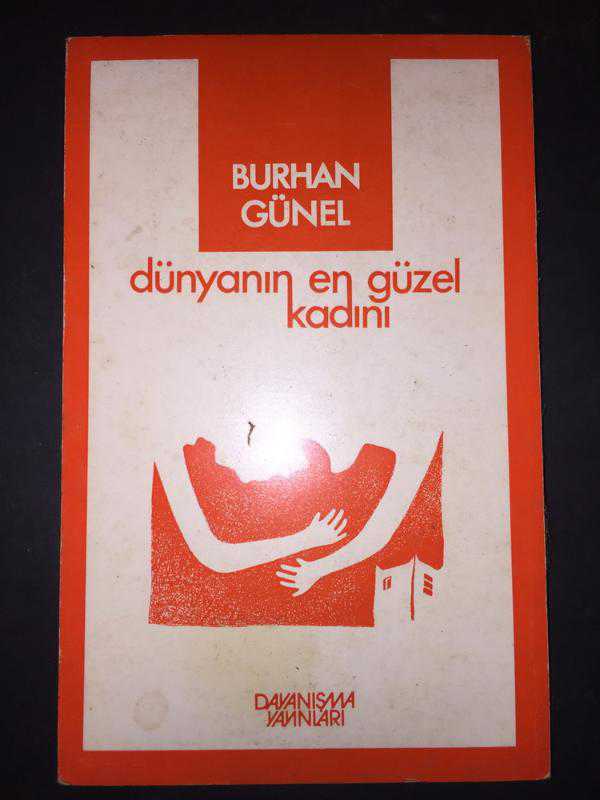 BURHAN
GÜNEL
dünyanın en güzel
kadını
DAYANIŞMA
YAYINLARI